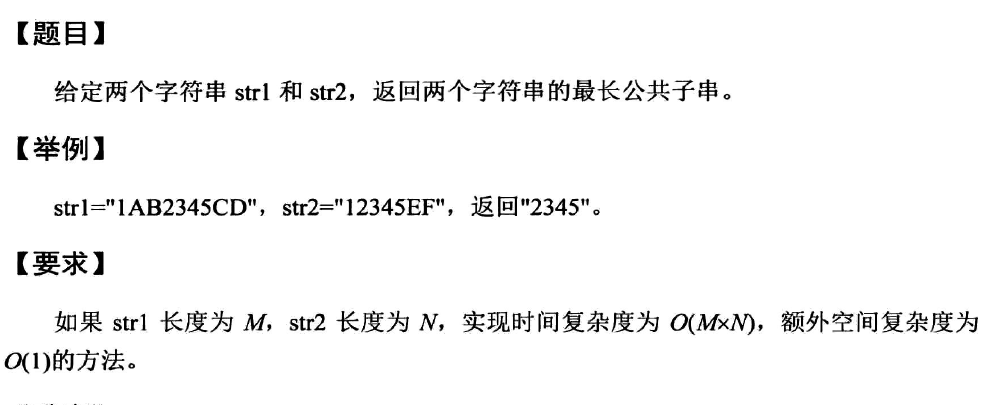 【题目】
给定两个字符串 str1 和 str2，返回两个字符串的最长公共子串。
【举例】
str1="1AB2345CD"，str2="12345EF"，返回"2345"。
【要求】
如果 str1 长度为 M，str2 长度为 N，实现时间复杂度为 O(M×N)，额外空间复杂度为
O(1)的方法。